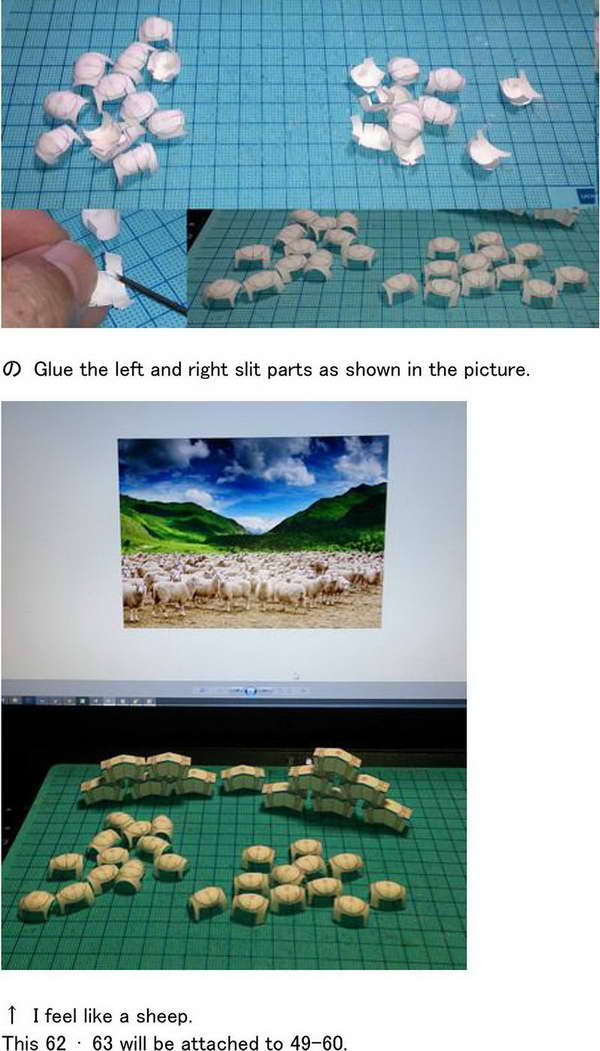 の Glue the left and right slit parts as shown in the picture.
↑ I feel like a sheep.
This 62 · 63 will be attached to 49-60.